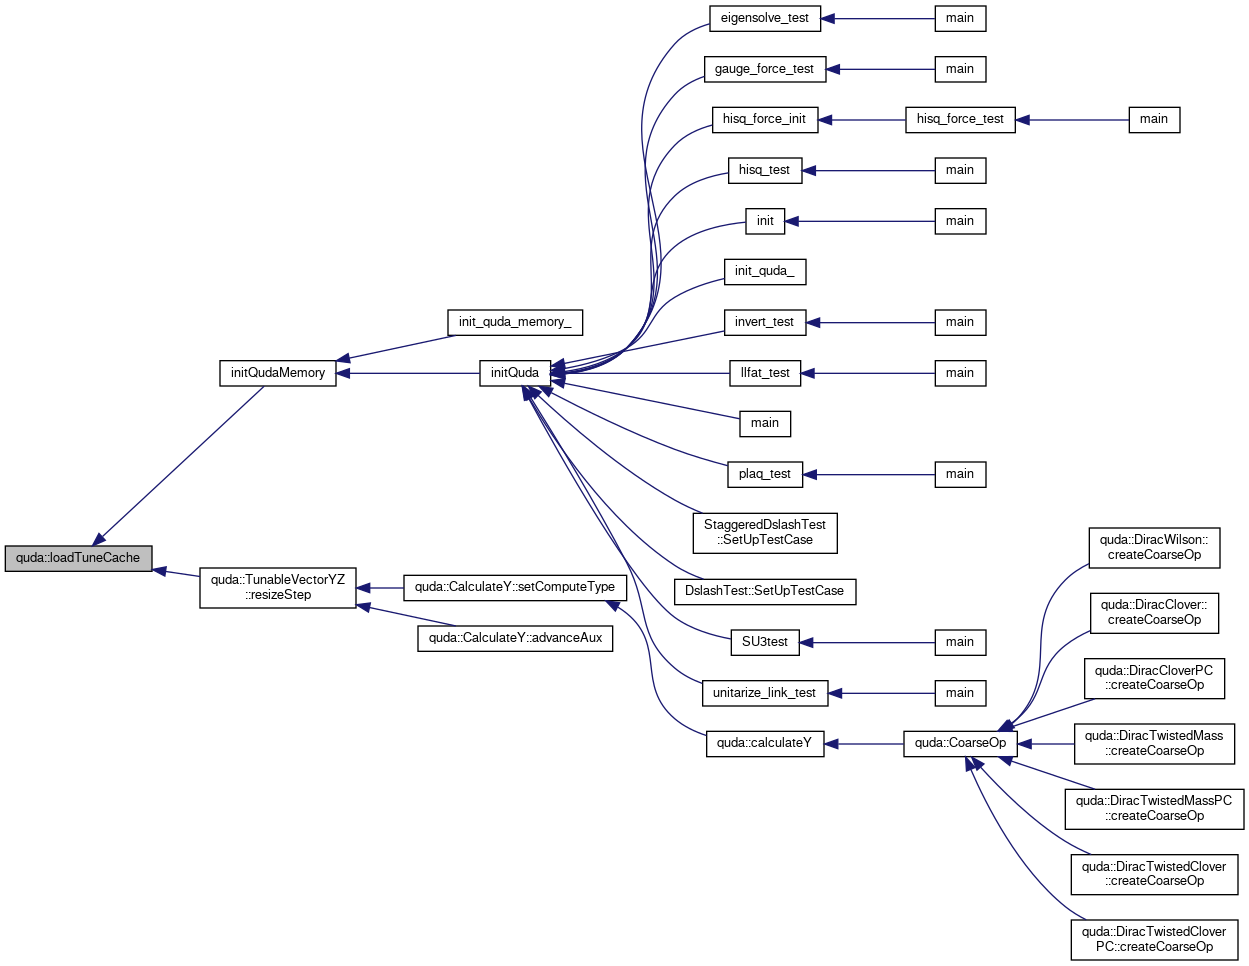 eigensolve_test
main
gauge_force_test
main
hisq_force_init
hisq_force_test
main
hisq_test
main
init
main
init_quda_
init_quda_memory_
invert_test
main
initQudaMemory
initQuda
llfat_test
main
main
plaq_test
main
StaggeredDslashTest
::SetUpTestCase
quda::DiracWilson::
createCoarseOp
quda::loadTuneCache
quda::TunableVectorYZ
::resizeStep
quda::CalculateY::setComputeType
DslashTest::SetUpTestCase
quda::DiracClover::
createCoarseOp
quda::CalculateY::advanceAux
SU3test
main
quda::DiracCloverPC
::createCoarseOp
unitarize_link_test
main
quda::calculateY
quda::CoarseOp
quda::DiracTwistedMass
::createCoarseOp
quda::DiracTwistedMassPC
::createCoarseOp
quda::DiracTwistedClover
::createCoarseOp
quda::DiracTwistedClover
PC::createCoarseOp